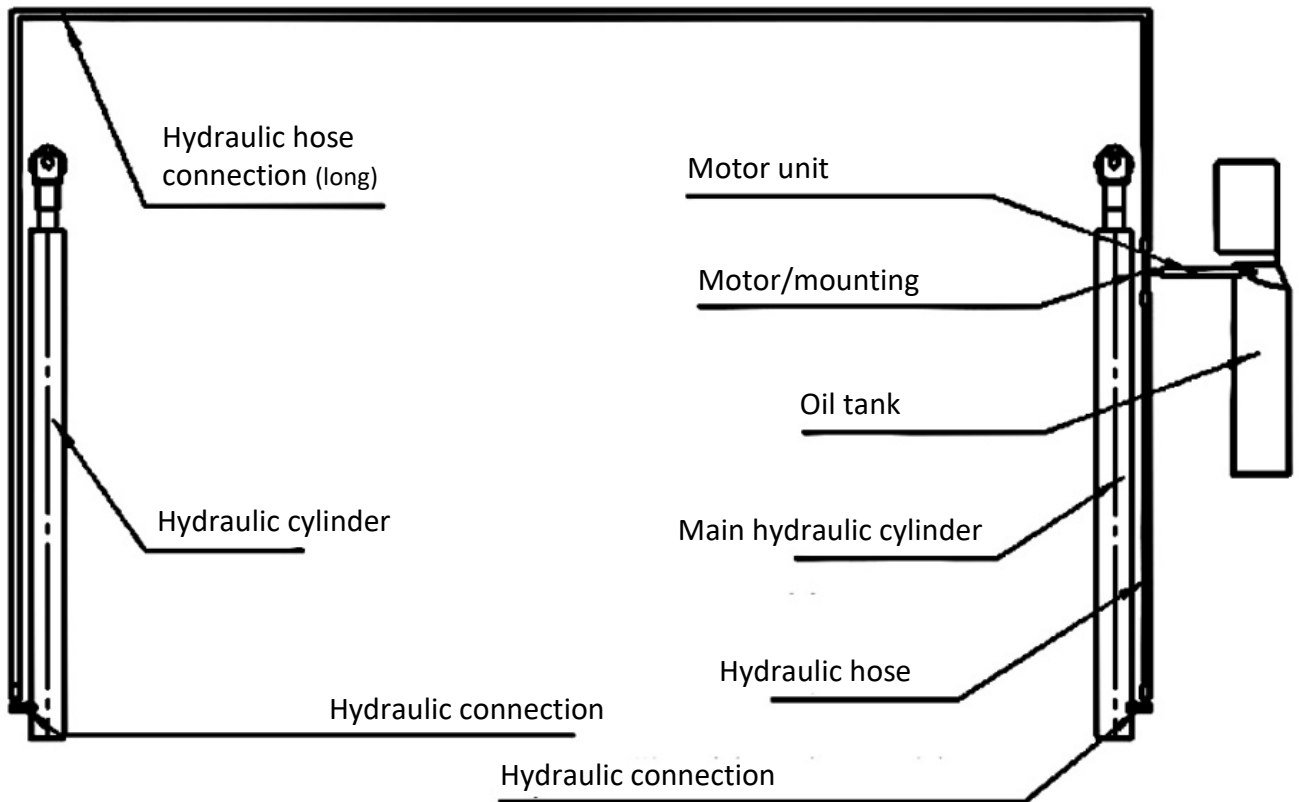 Hydraulic hose
connection (long)
Motor unit
Motor/mounting
Oil tank
Hydraulic cylinder
Main hydraulic cylinder
Hydraulic hose
Hydraulic connection
Hydraulic connection